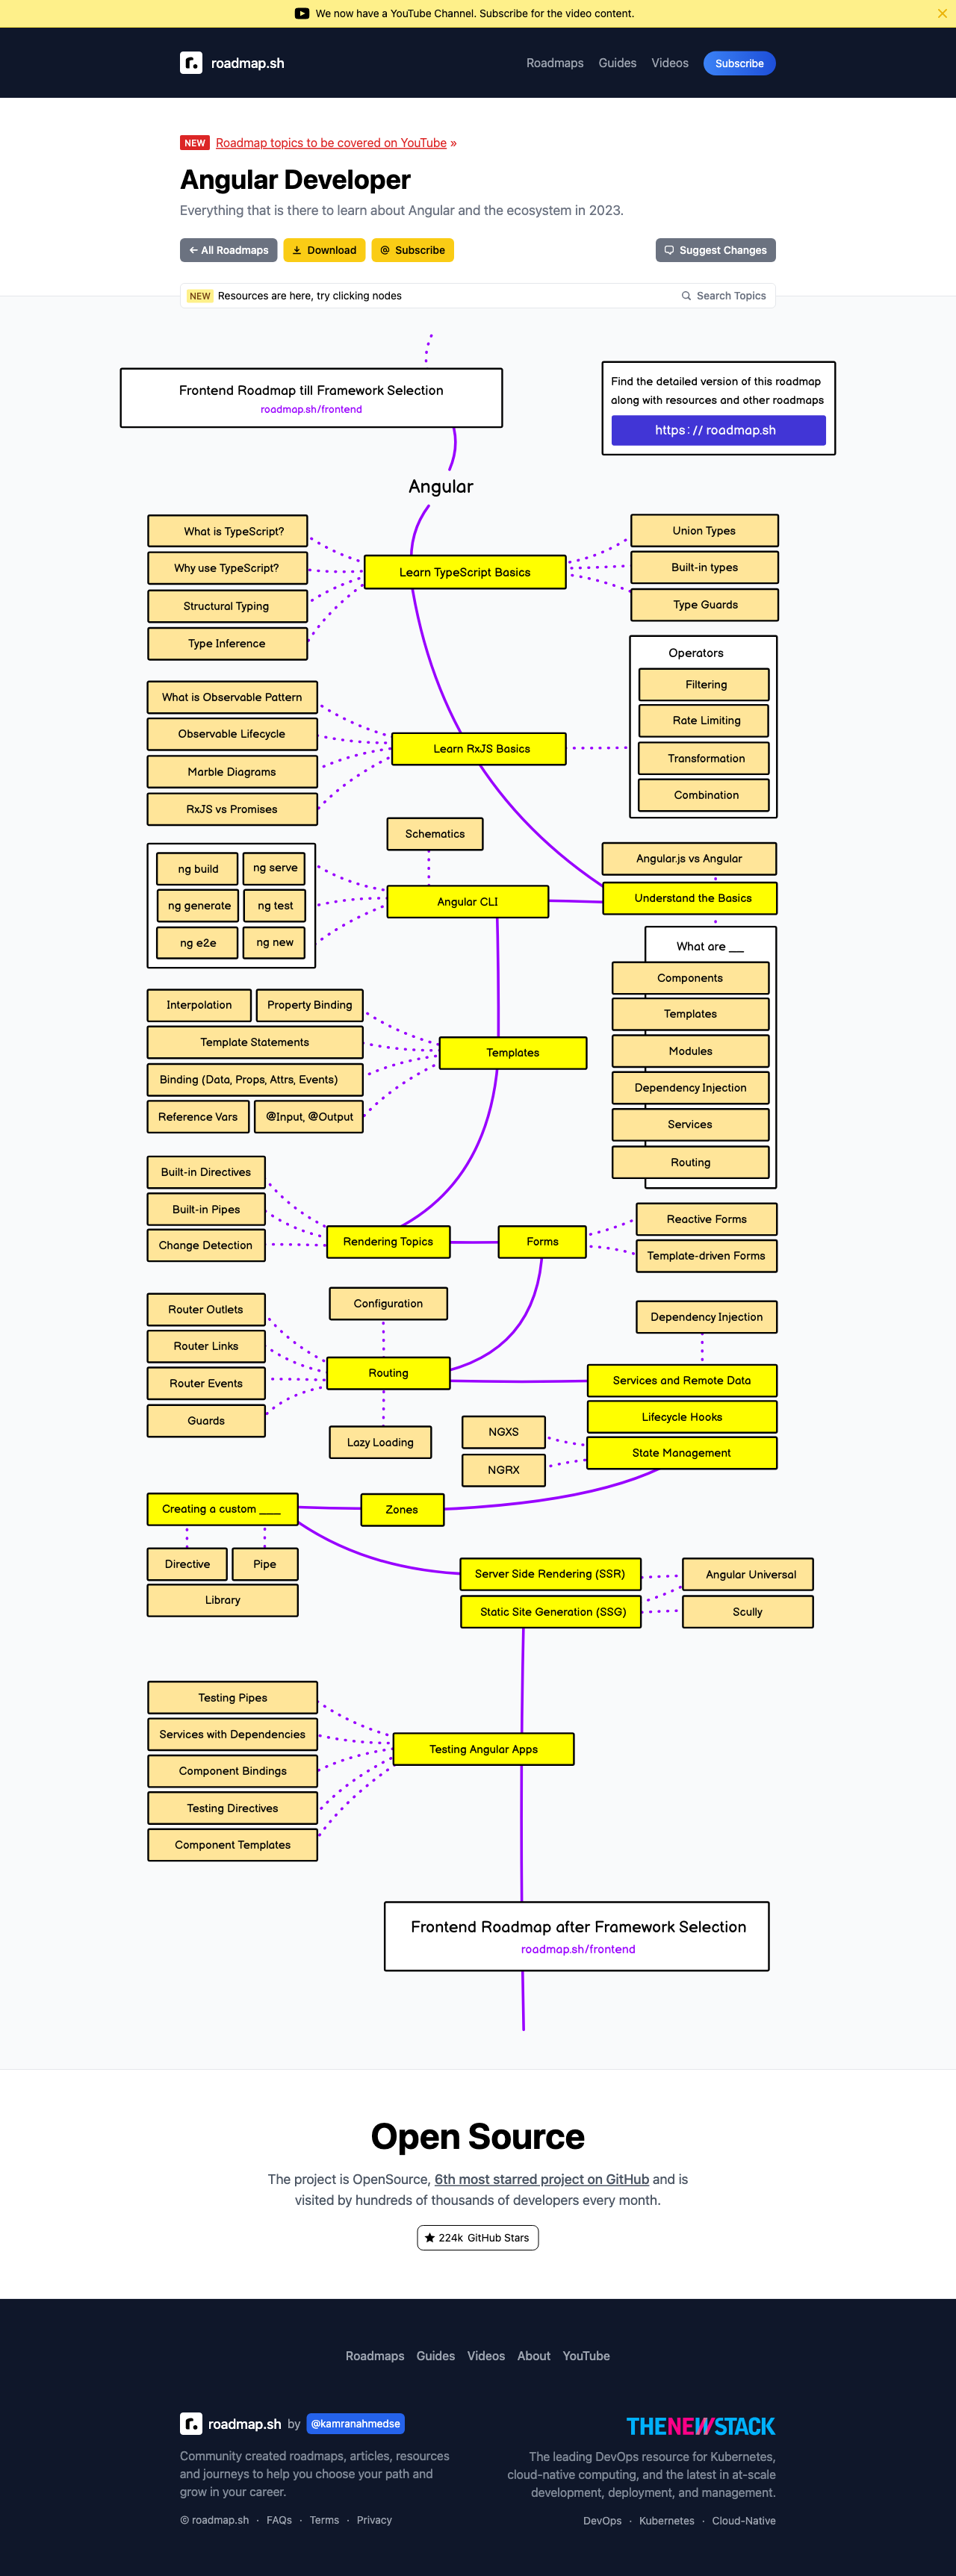 We now have a YouTube Channel. Subscribe for the video content.
roadmap.sh
Roadmaps Guides Videos Subscribe
NEW Roadmap topics to be covered on YouTube »
Angular Developer
Everything that is there to learn about Angular and the ecosystem in 2023.
← All Roadmaps Download Subscribe Suggest Changes
NEW Resources are here, try clicking nodes Search Topics
Frontend Roadmap till Framework Selection
roadmap.sh/frontend
Find the detailed version of this roadmap
along with resources and other roadmaps
https://roadmap.sh
Angular
What is TypeScript?
Why use TypeScript?
Structural Typing
Type Inference
Learn TypeScript Basics
Union Types
Built-in types
Type Guards
Operators
Filtering
Rate Limiting
Transformation
Combination
What is Observable Pattern
Observable Lifecycle
Marble Diagrams
RxJS vs Promises
Learn RxJS Basics
Schematics
ng build ng serve
ng generate ng test
ng e2e ng new
Angular CLI
Angular.js vs Angular
Understand the Basics
What are ___
Components
Templates
Modules
Dependency Injection
Services
Routing
Interpolation Property Binding
Template Statements
Binding (Data, Props, Attrs, Events)
Reference Vars @Input, @Output
Templates
Built-in Directives
Built-in Pipes
Change Detection
Rendering Topics
Forms
Reactive Forms
Template-driven Forms
Router Outlets
Router Links
Router Events
Guards
Configuration
Routing
Lazy Loading
Dependency Injection
Services and Remote Data
Lifecycle Hooks
State Management
NGXS
NGRX
Creating a custom ____
Zones
Directive Pipe
Library
Server Side Rendering (SSR)
Static Site Generation (SSG)
Angular Universal
Scully
Testing Pipes
Services with Dependencies
Component Bindings
Testing Directives
Component Templates
Testing Angular Apps
Frontend Roadmap after Framework Selection
roadmap.sh/frontend
Open Source
The project is OpenSource, 6th most starred project on GitHub and is
visited by hundreds of thousands of developers every month.
224k GitHub Stars
Roadmaps Guides Videos About YouTube
roadmap.sh by @kamranahmedse
Community created roadmaps, articles, resources
and journeys to help you choose your path and
grow in your career.
© roadmap.sh · FAQs · Terms · Privacy
THENEWSTACK
The leading DevOps resource for Kubernetes,
cloud-native computing, and the latest in at-scale
development, deployment, and management.
DevOps · Kubernetes · Cloud-Native